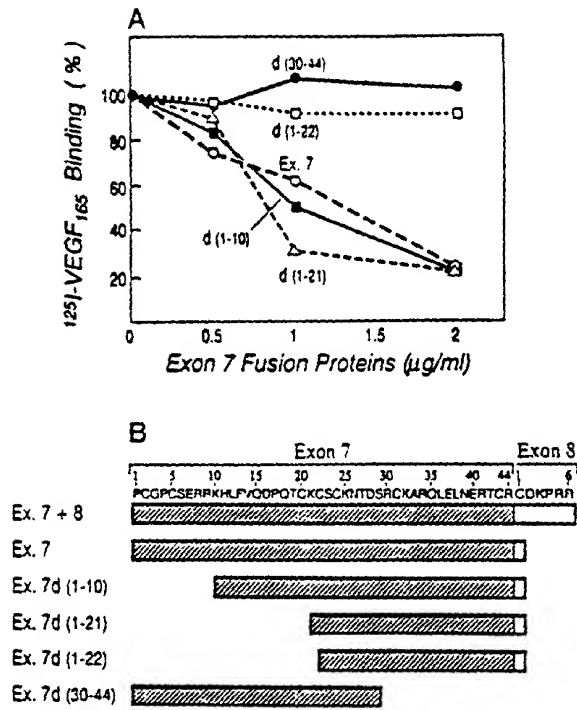 A
¹²⁵I-VEGF₁₆₅ Binding (%)
100
80
60
40
20
d (30-44)
d (1-22)
Ex. 7
d (1-10)
d (1-21)
0 0.5 1 1.5 2
Exon 7 Fusion Proteins (μg/ml)
B
Exon 7 Exon 8
1 5 10 15 20 25 30 35 40 44 1 6
PCGPCSERRKHLFVQDPQTCKCSCKNTDSRCKARQLELNERTCRCDKPRR
Ex. 7 + 8
Ex. 7
Ex. 7d (1-10)
Ex. 7d (1-21)
Ex. 7d (1-22)
Ex. 7d (30-44)